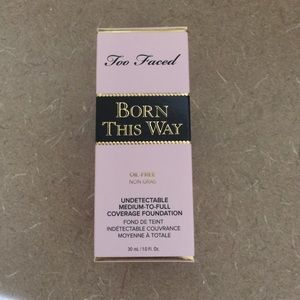 Too Faced
BORN
THIS WAY
OIL-FREE
NON GRAS
UNDETECTABLE
MEDIUM-TO-FULL
COVERAGE FOUNDATION
FOND DE TEINT
INDÉTECTABLE COUVRANCE
MOYENNE À TOTALE
30 mL / 1.0 FL. OZ.